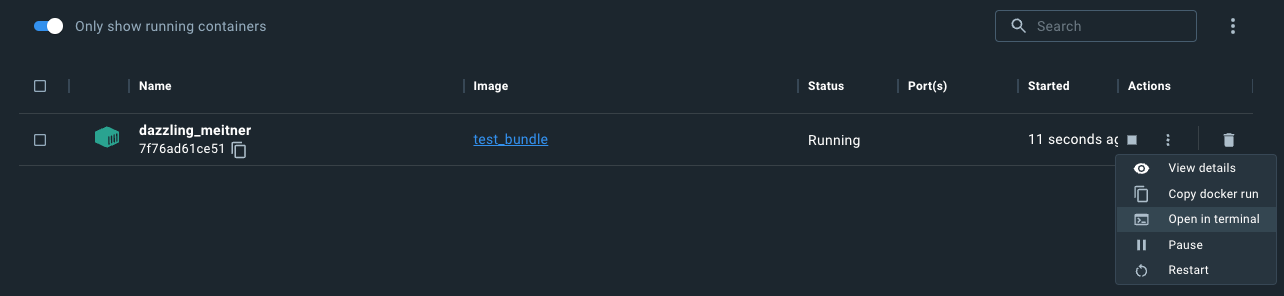 Only show running containers
Search
Name Image Status Port(s) Started Actions
dazzling_meitner test_bundle Running 11 seconds ag
7f76ad61ce51
View details
Copy docker run
Open in terminal
Pause
Restart